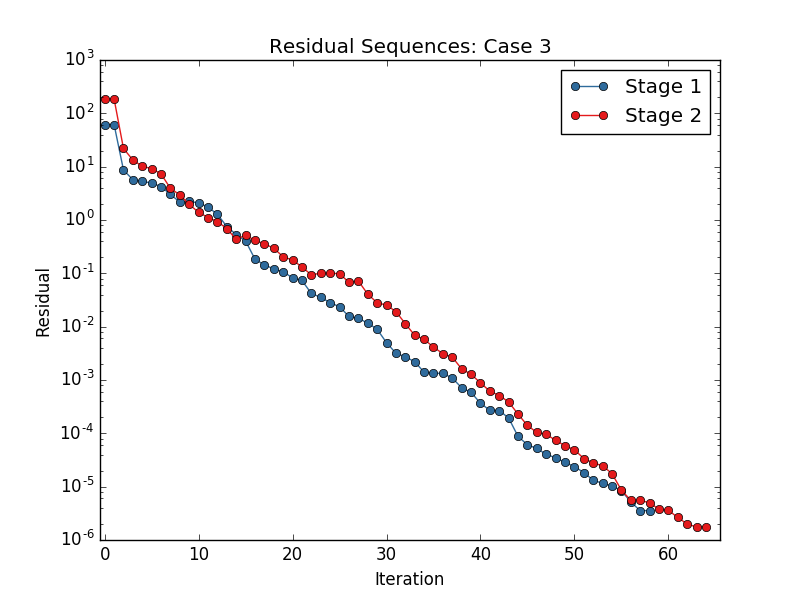 Residual Sequences: Case 3
10^3
10^2
10^1
10^0
10^-1
10^-2
10^-3
10^-4
10^-5
10^-6
Residual
Stage 1
Stage 2
0 10 20 30 40 50 60
Iteration